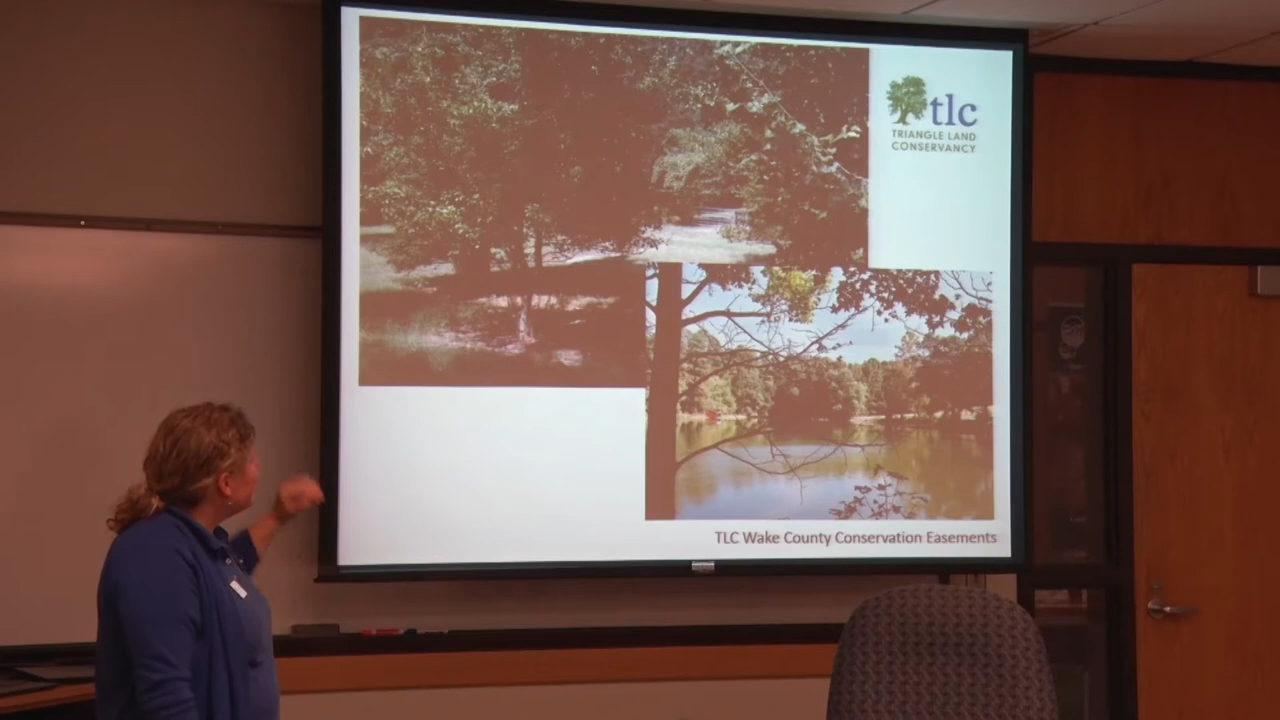 tlc
TRIANGLE LAND
CONSERVANCY
TLC Wake County Conservation Easements